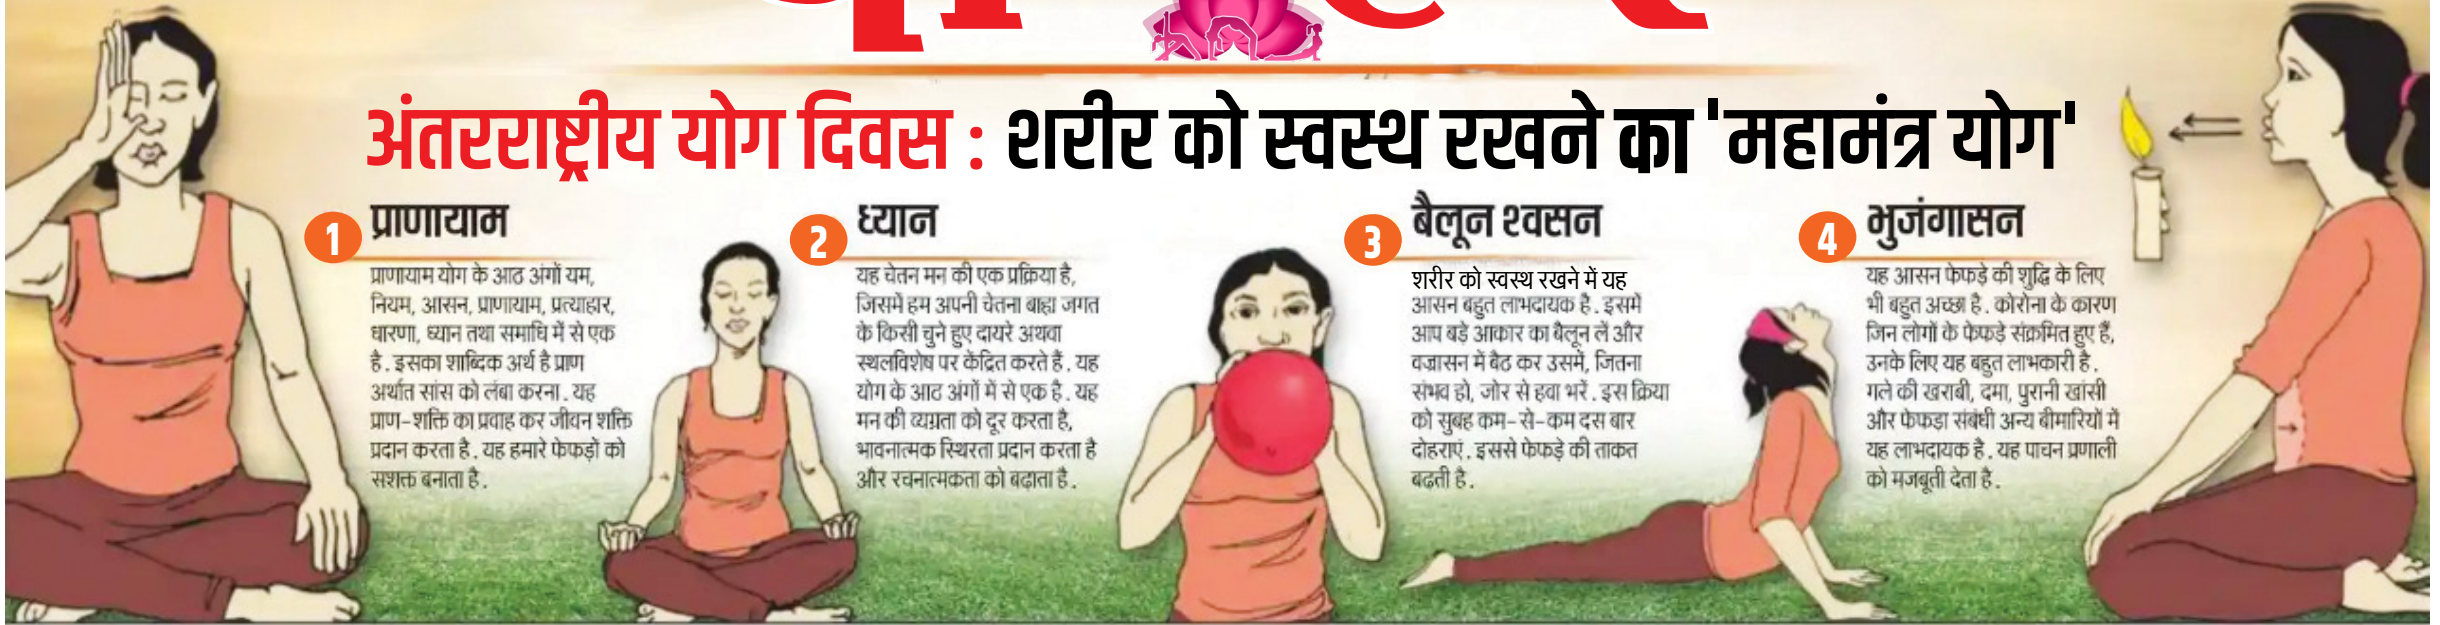 अंतरराष्ट्रीय योग दिवस : शरीर को स्वस्थ रखने का 'महामंत्र योग'
1 प्राणायाम
प्राणायाम योग के आठ अंगों यम,
नियम, आसन, प्राणायाम, प्रत्याहार,
धारणा, ध्यान तथा समाधि में से एक
है. इसका शाब्दिक अर्थ है प्राण
अर्थात सांस को लंबा करना. यह
प्राण-शक्ति का प्रवाह कर जीवन शक्ति
प्रदान करता है. यह हमारे फेफड़ों को
सशक्त बनाता है.
2 ध्यान
यह चेतन मन की एक प्रक्रिया है,
जिसमें हम अपनी चेतना बाह्य जगत
के किसी चुने हुए दायरे अथवा
स्थलविशेष पर केंद्रित करते हैं. यह
योग के आठ अंगों में से एक है. यह
मन की व्यग्रता को दूर करता है,
भावनात्मक स्थिरता प्रदान करता है
और रचनात्मकता को बढ़ाता है.
3 बैलून श्वसन
शरीर को स्वस्थ रखने में यह
आसन बहुत लाभदायक है. इसमें
आप बड़े आकार का बैलून लें और
वज्रासन में बैठ कर उसमें, जितना
संभव हो, जोर से हवा भरें. इस क्रिया
को सुबह कम-से-कम दस बार
दोहराएं. इससे फेफड़े की ताकत
बढ़ती है.
4 भुजंगासन
यह आसन फेफड़े की शुद्धि के लिए
भी बहुत अच्छा है. कोरोना के कारण
जिन लोगों के फेफड़े संक्रमित हुए हैं,
उनके लिए यह बहुत लाभकारी है.
गले की खराबी, दमा, पुरानी खांसी
और फेफड़ा संबंधी अन्य बीमारियों में
यह लाभदायक है. यह पाचन प्रणाली
को मजबूती देता है.